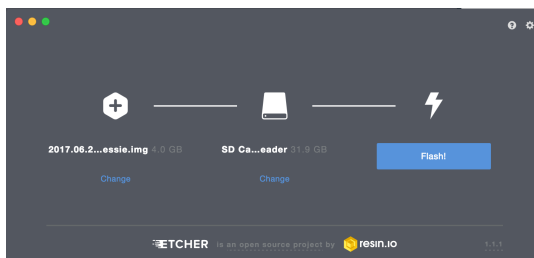 2017.06.2...essie.img 4.0 GB
SD Ca...eader 31.9 GB
Flash!
Change
Change
ETCHER is an open source project by resin.io
1.1.1